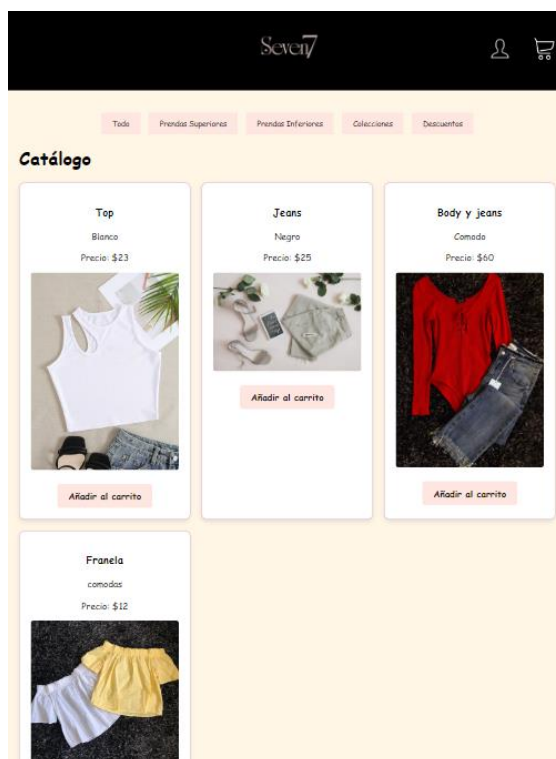 Seven7
Todo Prendas Superiores Prendas Inferiores Colecciones Descuentos
Catálogo
Top
Blanco
Precio: $23
Añadir al carrito
Jeans
Negro
Precio: $25
Añadir al carrito
Body y jeans
Comodo
Precio: $60
Añadir al carrito
Franela
comodas
Precio: $12